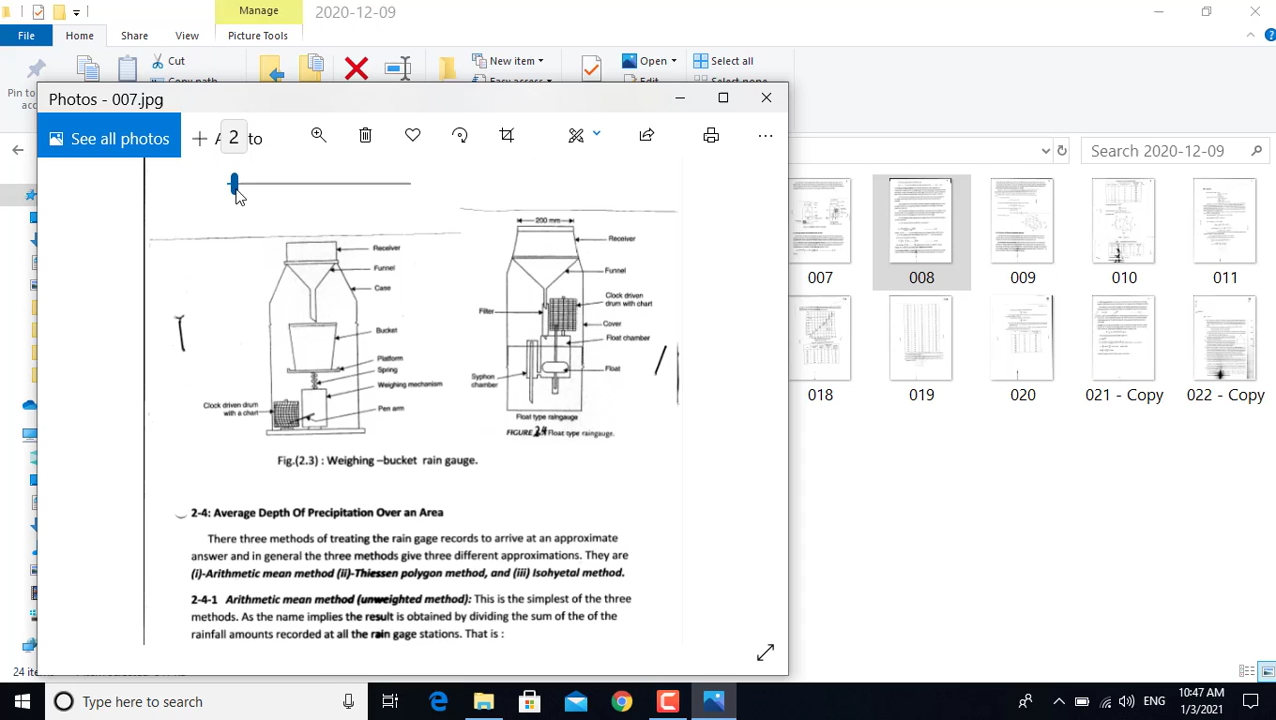 Manage
2020-12-09
File
Home
Share
View
Picture Tools
Cut
New item
Open
Select all
Pin to
Photos - 007.jpg
See all photos
2
Search 2020-12-09
200 mm
Receiver
Funnel
Case
Bucket
Platform
Spring
Weighing mechanism
Pen arm
Clock driven drum
with a chart
Receiver
Funnel
Clock driven
drum with chart
Filter
Cover
Float chamber
Float
Syphon
chamber
Float type raingauge
FIGURE 2.4 Float type raingauge.
Fig.(2.3) : Weighing –bucket rain gauge.
2-4: Average Depth Of Precipitation Over an Area
There three methods of treating the rain gage records to arrive at an approximate
answer and in general the three methods give three different approximations. They are
(i)-Arithmetic mean method (ii)-Thiessen polygon method, and (iii) Isohyetal method.
2-4-1 Arithmetic mean method (unweighted method): This is the simplest of the three
methods. As the name implies the result is obtained by dividing the sum of the of the
rainfall amounts recorded at all the rain gage stations. That is :
007
008
009
010
011
018
019
020
021 - Copy
022 - Copy
Type here to search
ENG
10:47 AM
1/3/2021